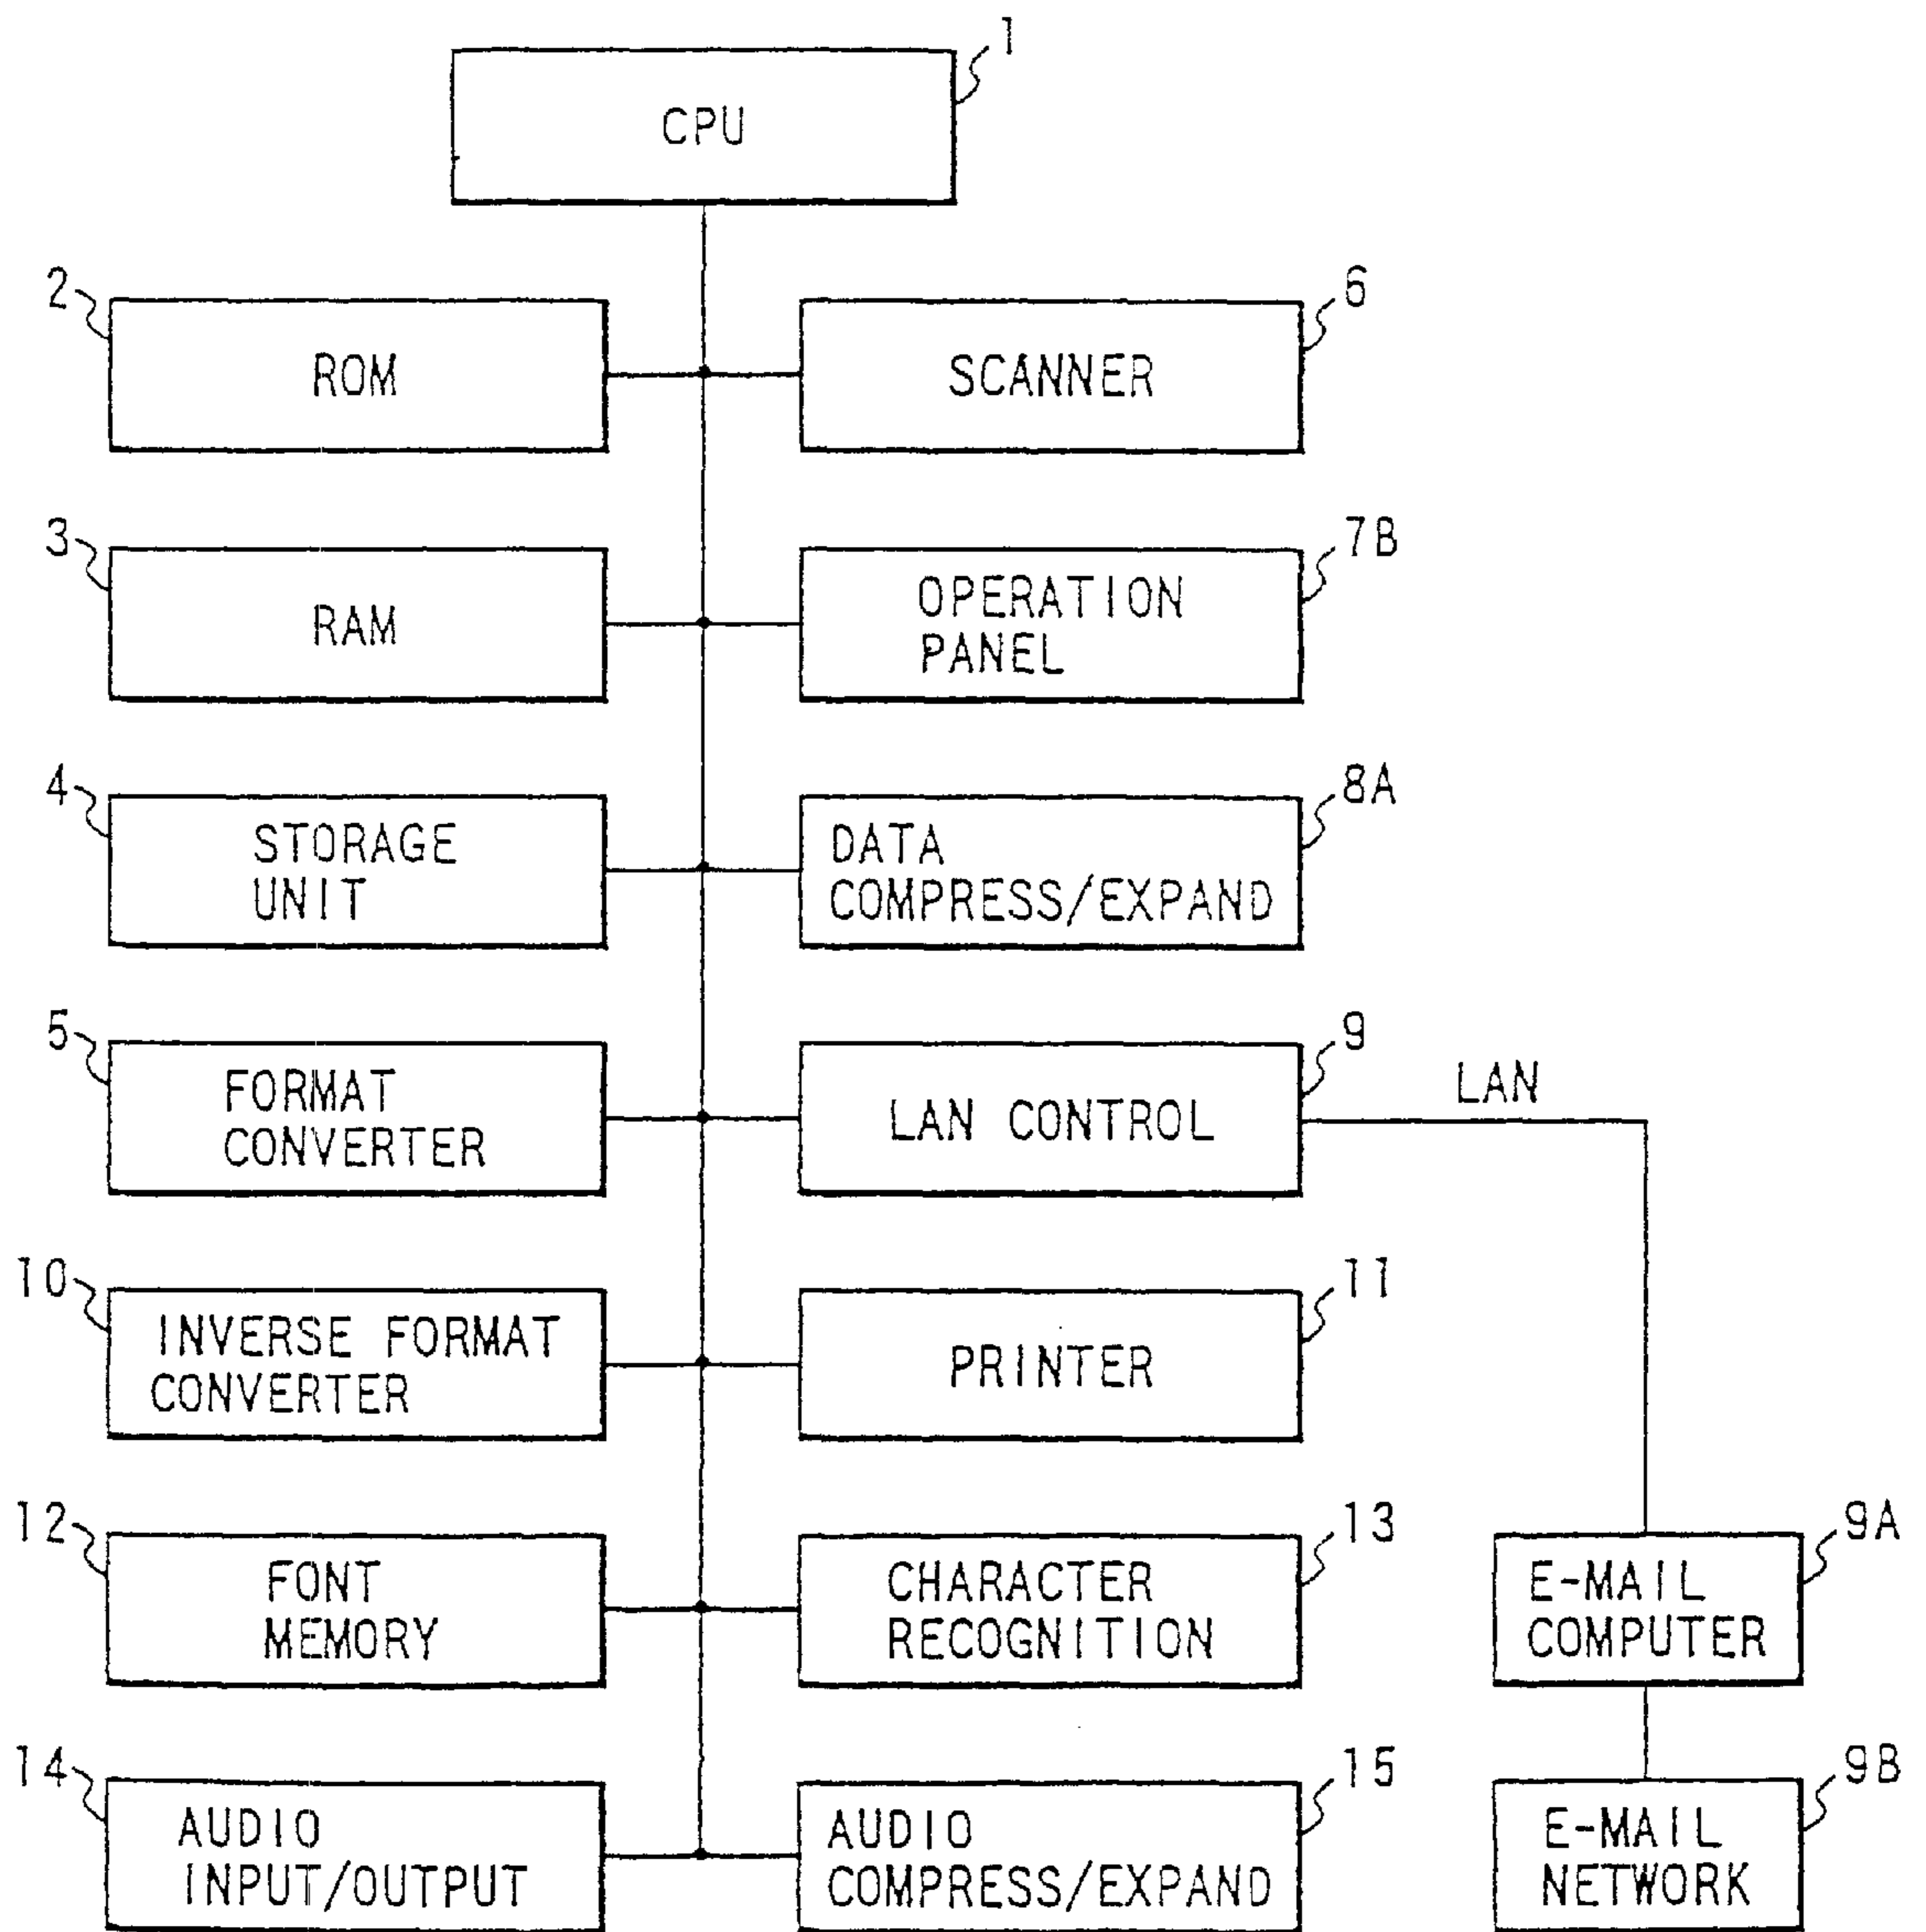 1
CPU
2
ROM
6
SCANNER
3
RAM
7B
OPERATION
PANEL
4
STORAGE
UNIT
8A
DATA
COMPRESS/EXPAND
5
FORMAT
CONVERTER
9
LAN CONTROL
LAN
10
INVERSE FORMAT
CONVERTER
11
PRINTER
12
FONT
MEMORY
13
CHARACTER
RECOGNITION
9A
E-MAIL
COMPUTER
14
AUDIO
INPUT/OUTPUT
15
AUDIO
COMPRESS/EXPAND
9B
E-MAIL
NETWORK